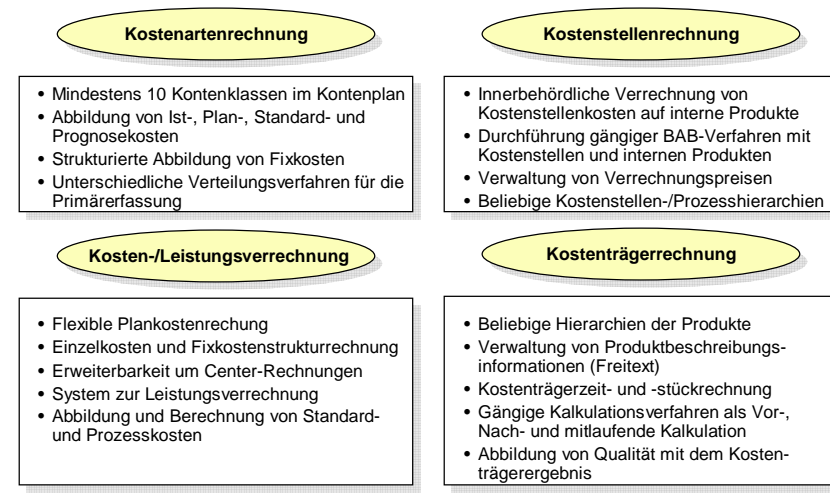 Kostenartenrechnung
• Mindestens 10 Kontenklassen im Kontenplan
• Abbildung von Ist-, Plan-, Standard- und
Prognosekosten
• Strukturierte Abbildung von Fixkosten
• Unterschiedliche Verteilungsverfahren für die
Primärerfassung
Kostenstellenrechnung
• Innerbehördliche Verrechnung von
Kostenstellenkosten auf interne Produkte
• Durchführung gängiger BAB-Verfahren mit
Kostenstellen und internen Produkten
• Verwaltung von Verrechnungspreisen
• Beliebige Kostenstellen-/Prozesshierarchien
Kosten-/Leistungsverrechnung
• Flexible Plankostenrechung
• Einzelkosten und Fixkostenstrukturrechnung
• Erweiterbarkeit um Center-Rechnungen
• System zur Leistungsverrechnung
• Abbildung und Berechnung von Standard-
und Prozesskosten
Kostenträgerrechnung
• Beliebige Hierarchien der Produkte
• Verwaltung von Produktbeschreibungs-
informationen (Freitext)
• Kostenträgerzeit- und -stückrechnung
• Gängige Kalkulationsverfahren als Vor-,
Nach- und mitlaufende Kalkulation
• Abbildung von Qualität mit dem Kosten-
trägerergebnis